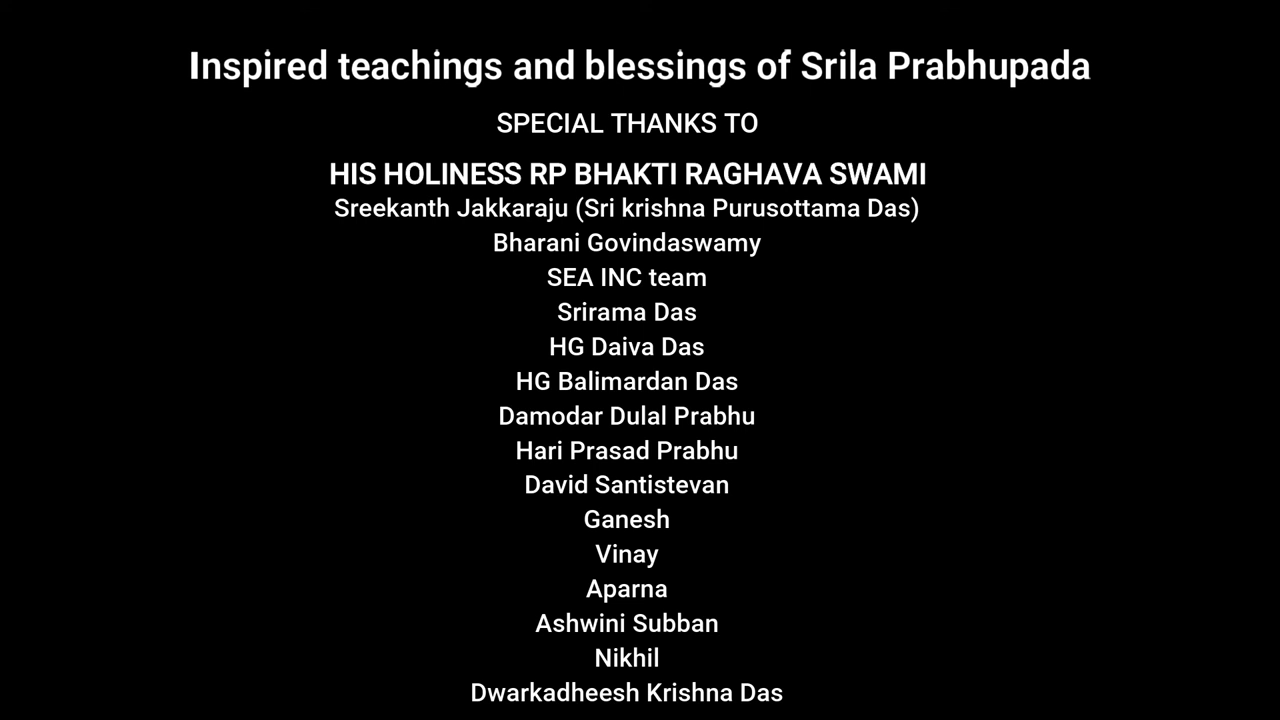 Inspired teachings and blessings of Srila Prabhupada
SPECIAL THANKS TO
HIS HOLINESS RP BHAKTI RAGHAVA SWAMI
Sreekanth Jakkaraju (Sri krishna Purusottama Das)
Bharani Govindaswamy
SEA INC team
Srirama Das
HG Daiva Das
HG Balimardan Das
Damodar Dulal Prabhu
Hari Prasad Prabhu
David Santistevan
Ganesh
Vinay
Aparna
Ashwini Subban
Nikhil
Dwarkadheesh Krishna Das